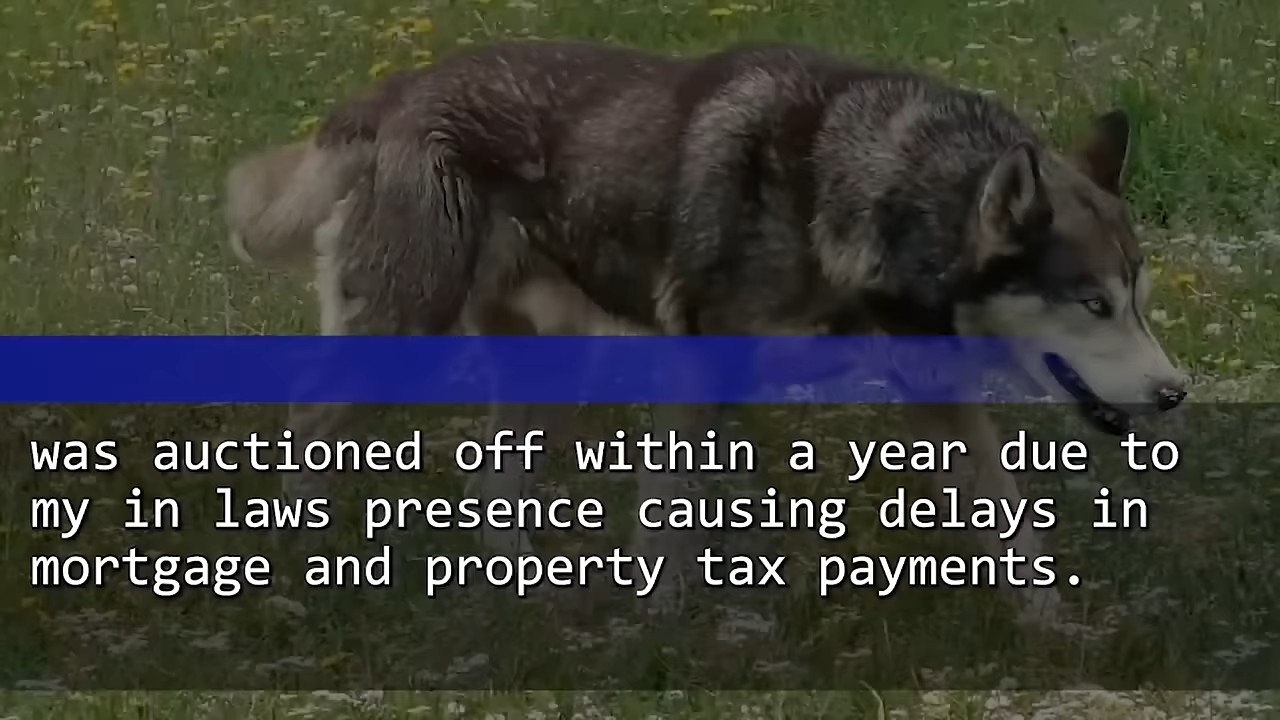 was auctioned off within a year due to
my in laws presence causing delays in
mortgage and property tax payments.